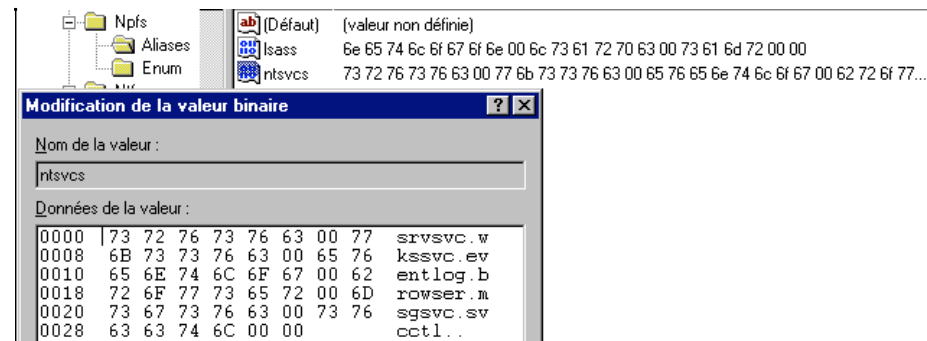 Npfs
(Défaut) (valeur non définie)
Aliases
lsass 6e 65 74 6c 6f 67 6f 6e 00 6c 73 61 72 70 63 00 73 61 6d 72 00 00
Enum
ntsvcs 73 72 76 73 76 63 00 77 6b 73 73 76 63 00 65 76 65 6e 74 6c 6f 67 00 62 72 6f 77...
Modification de la valeur binaire
Nom de la valeur :
ntsvcs
Données de la valeur :
0000 73 72 76 73 76 63 00 77 srvsvc.w
0008 6B 73 73 76 63 00 65 76 kssvc.ev
0010 65 6E 74 6C 6F 67 00 62 entlog.b
0018 72 6F 77 73 65 72 00 6D rowser.m
0020 73 67 73 76 63 00 73 76 sgsvc.sv
0028 63 63 74 6C 00 00 cctl..